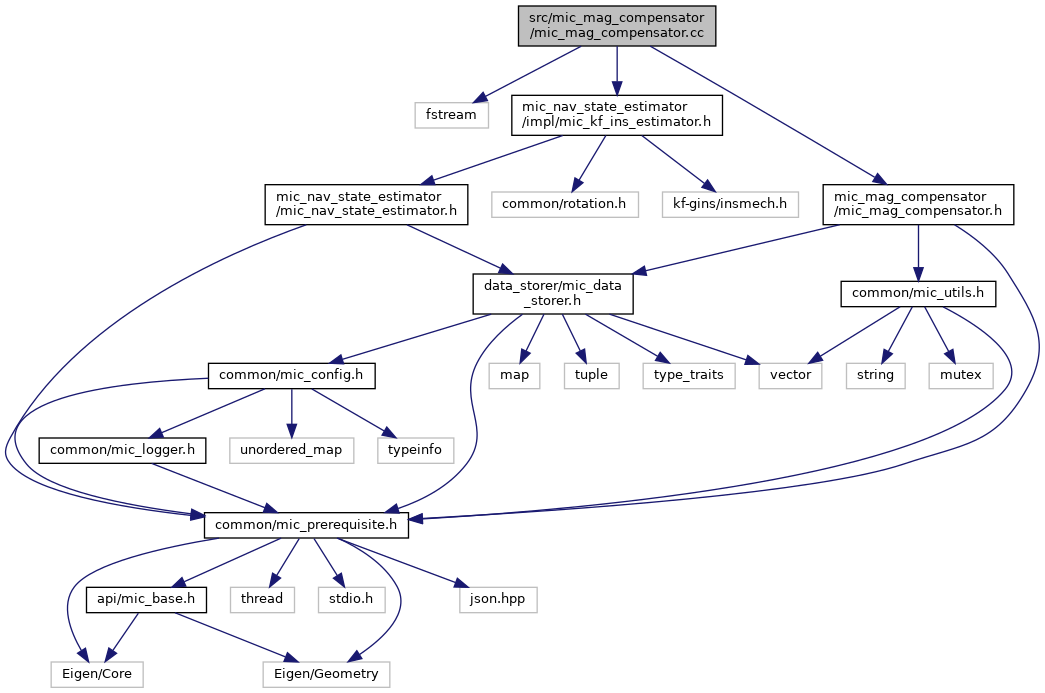 src/mic_mag_compensator
/mic_mag_compensator.cc
fstream
mic_nav_state_estimator
/impl/mic_kf_ins_estimator.h
mic_nav_state_estimator
/mic_nav_state_estimator.h
common/rotation.h
kf-gins/insmech.h
mic_mag_compensator
/mic_mag_compensator.h
data_storer/mic_data
_storer.h
common/mic_utils.h
common/mic_config.h
map
tuple
type_traits
vector
string
mutex
common/mic_logger.h
unordered_map
typeinfo
common/mic_prerequisite.h
api/mic_base.h
thread
stdio.h
json.hpp
Eigen/Core
Eigen/Geometry